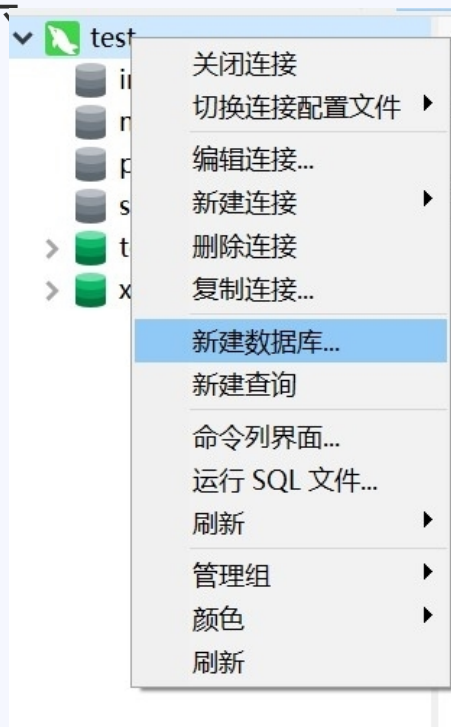 test
关闭连接
切换连接配置文件
编辑连接...
新建连接
删除连接
复制连接...
新建数据库...
新建查询
命令列界面...
运行 SQL 文件...
刷新
管理组
颜色
刷新